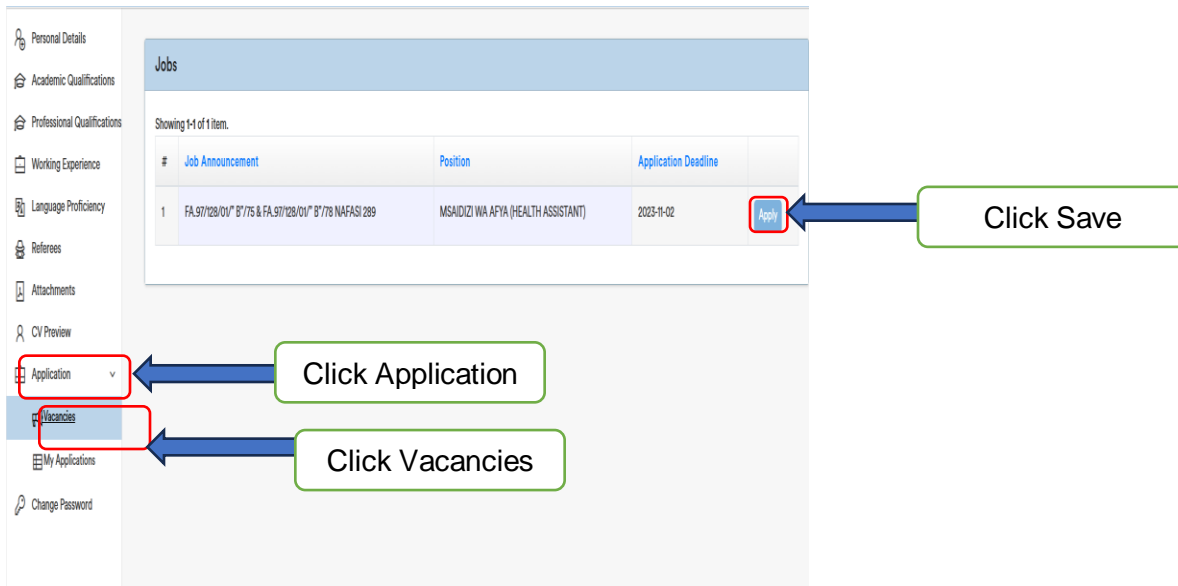 Personal Details
Academic Qualifications
Professional Qualifications
Working Experience
Language Proficiency
Referees
Attachments
CV Preview
Application
Vacancies
My Applications
Change Password
Jobs
Showing 1-1 of 1 item.
# Job Announcement Position Application Deadline
1 FA.97/128/01/" B"/75 & FA.97/128/01/" B"/78 NAFASI 289 MSAIDIZI WA AFYA (HEALTH ASSISTANT) 2023-11-02 Apply
Click Save
Click Application
Click Vacancies